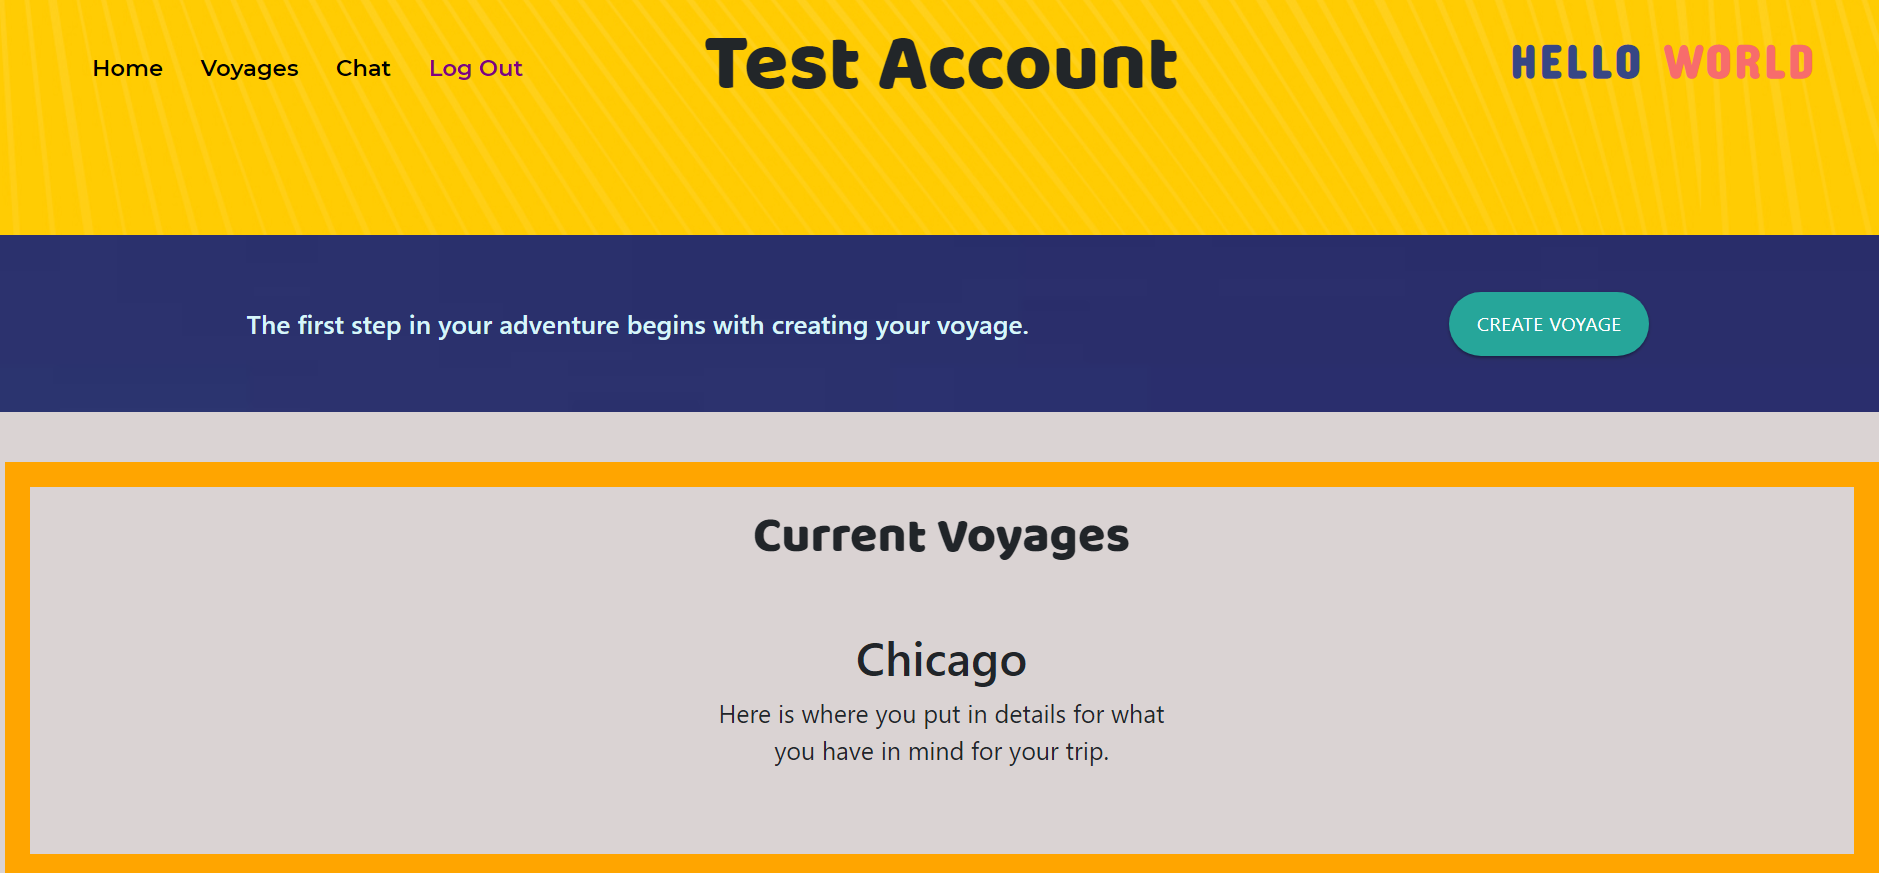 Home Voyages Chat Log Out
Test Account
HELLO WORLD
The first step in your adventure begins with creating your voyage.
CREATE VOYAGE
Current Voyages
Chicago
Here is where you put in details for what
you have in mind for your trip.